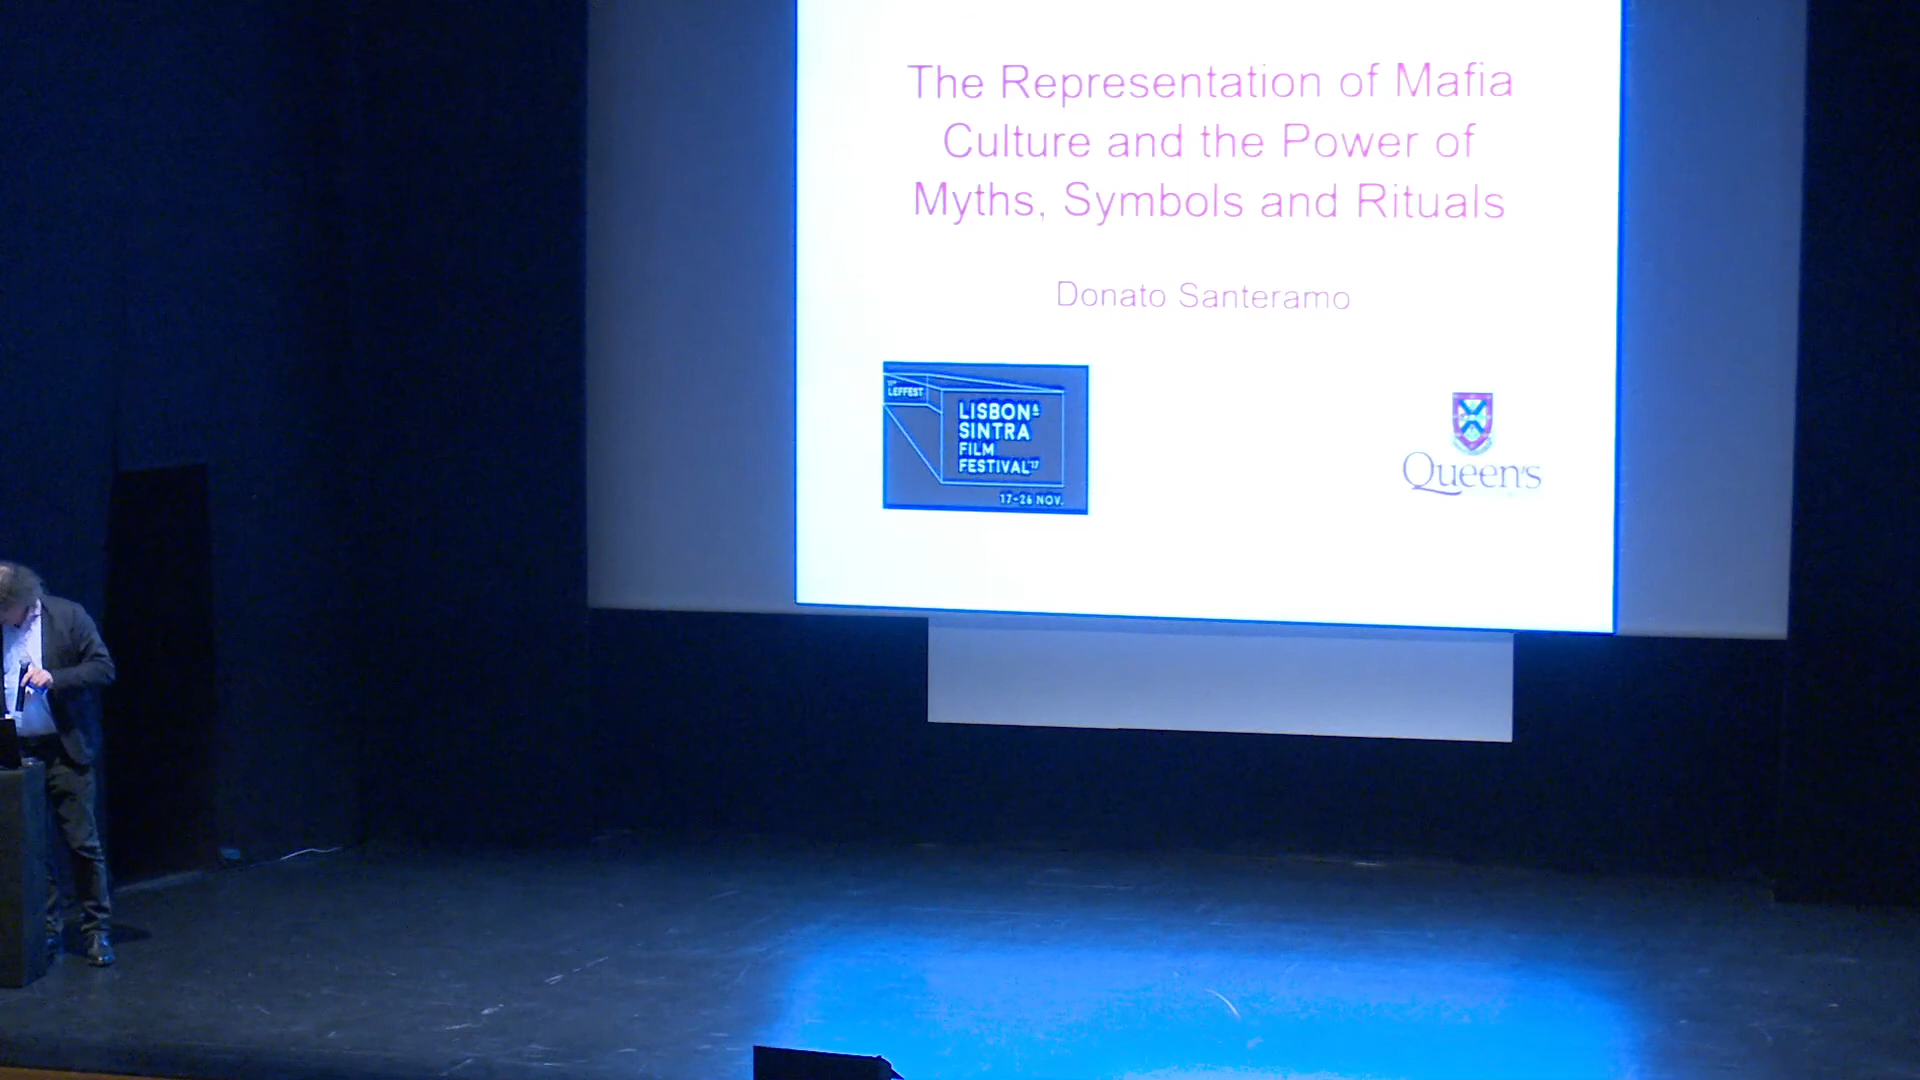 The Representation of Mafia
Culture and the Power of
Myths, Symbols and Rituals
Donato Santeramo
LEFFEST
LISBON &
SINTRA
FILM
FESTIVAL'17
17-26 NOV.
Queen's